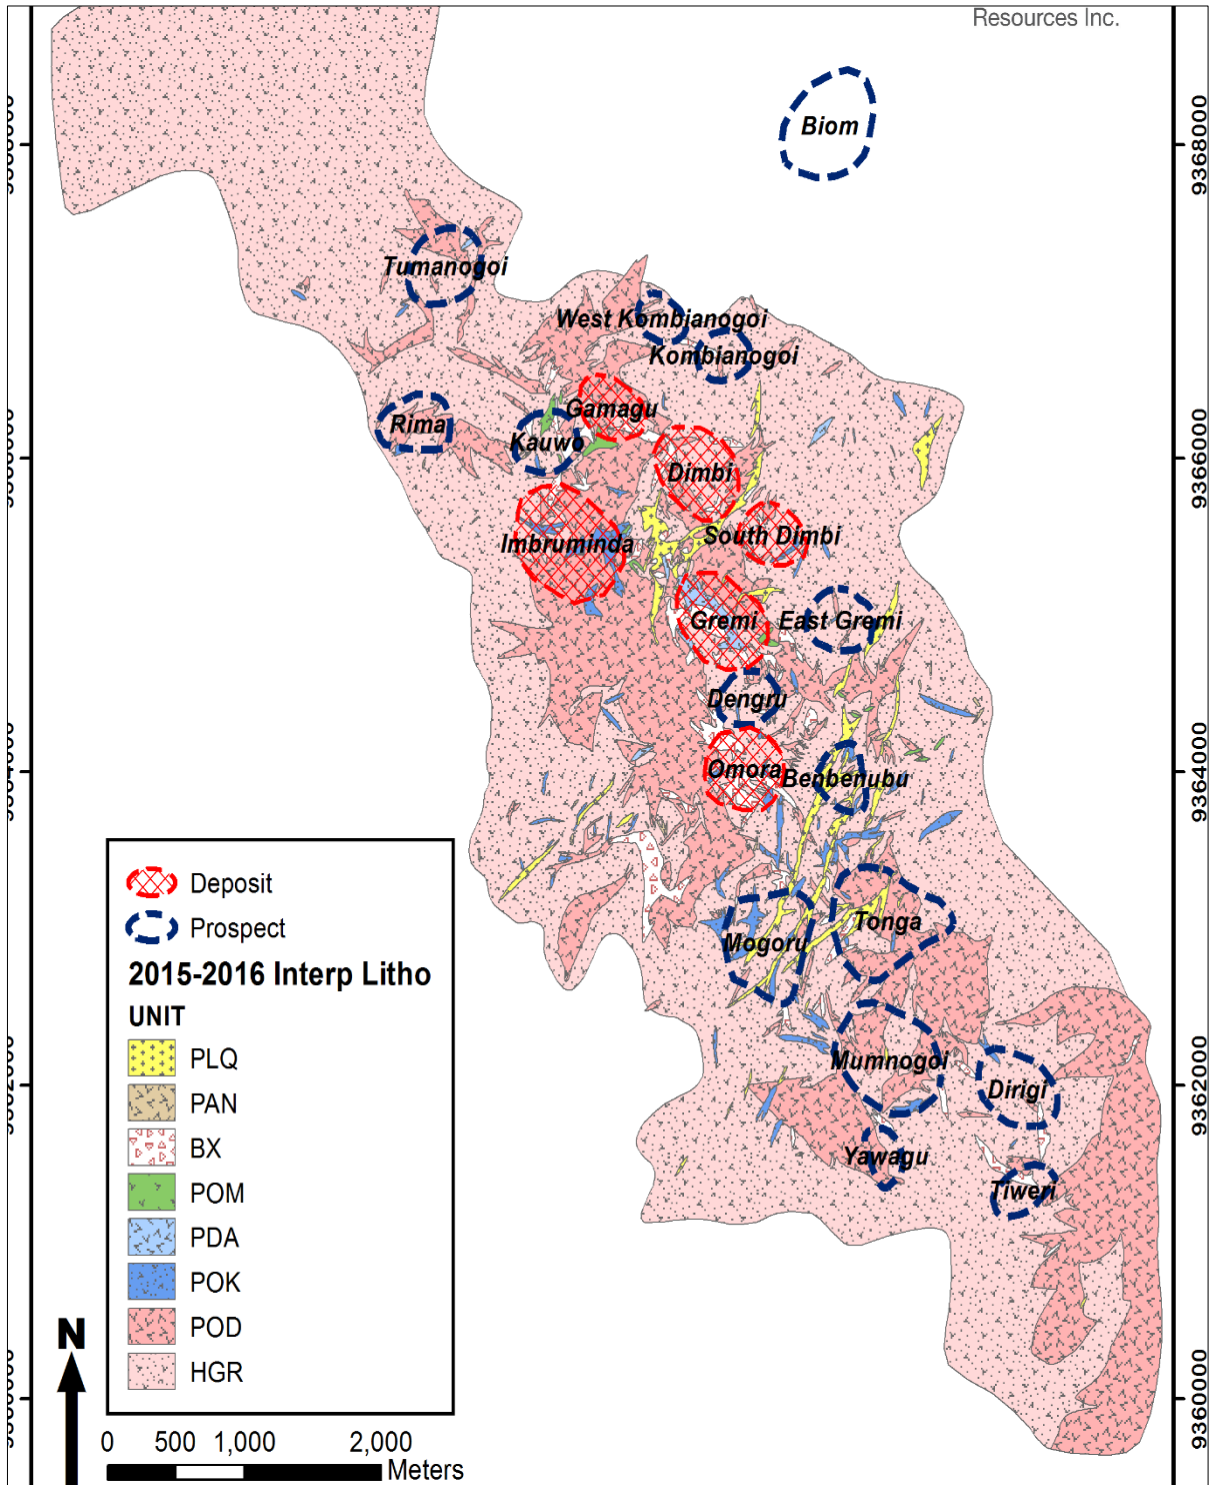 Resources Inc.
Biom
9368000
Tumanogoi
West Kombianogoi
Kombianogoi
Gamagu
Rima
Kauwo
9366000
Dimbi
South Dimbi
Imbruminda
Gremi
East Gremi
Dengru
Omora
Benbenubu
9364000
Deposit
Prospect
2015-2016 Interp Litho
UNIT
PLQ
PAN
BX
POM
PDA
POK
POD
HGR
Tonga
Mogoru
Mumnogoi
Dirigi
9362000
Yawagu
Tiweri
N
9360000
0 500 1,000 2,000
Meters